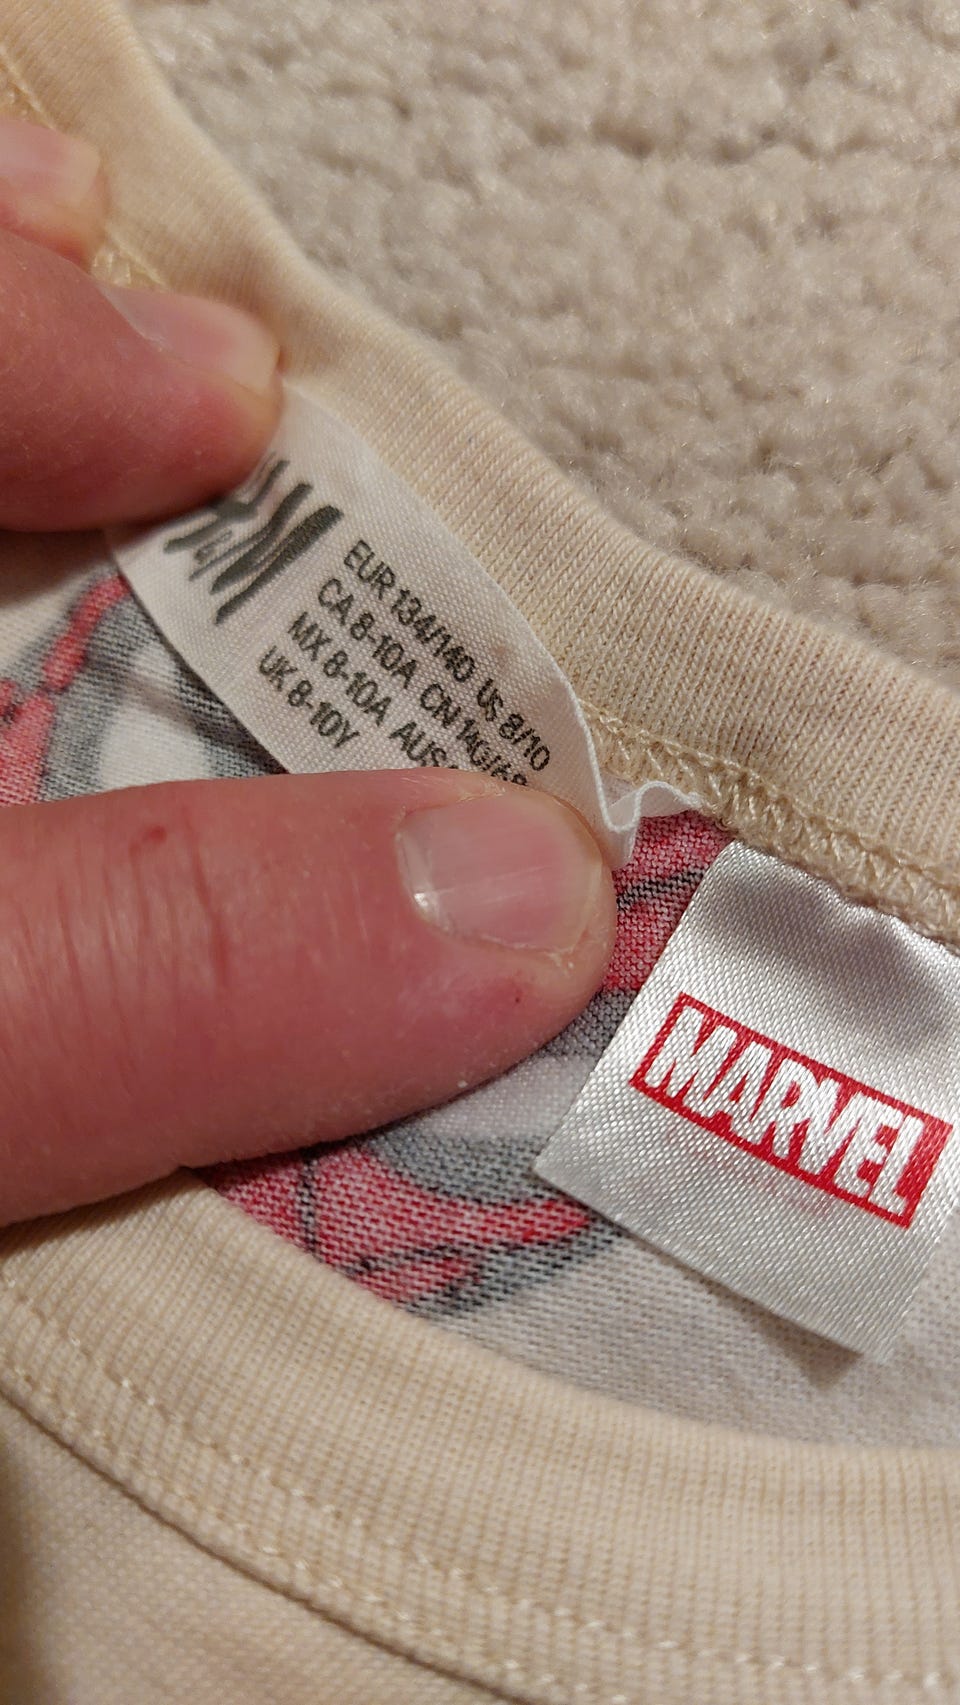 H&M
EUR 134/140 US 8/10
CA 8-10A CN 140/68
MX 8-10A AUS
UK 8-10Y
MARVEL